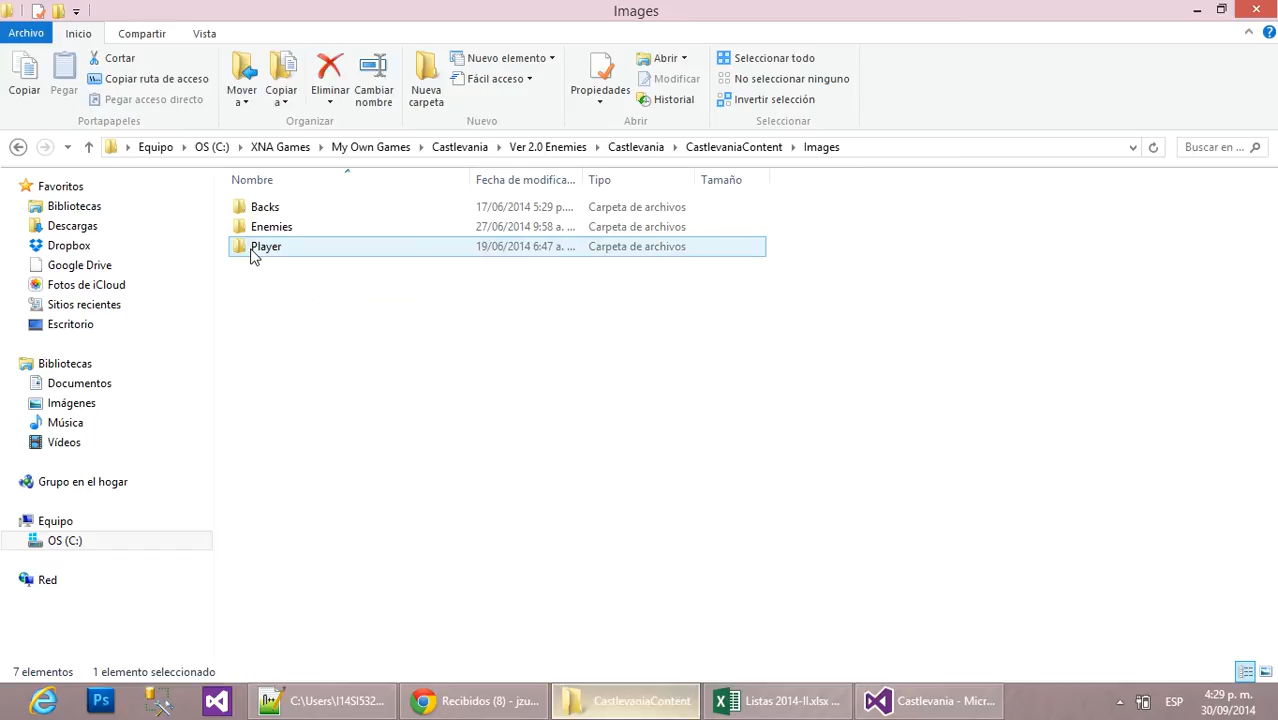 Images
Archivo Inicio Compartir Vista
Copiar
Pegar
Cortar
Copiar ruta de acceso
Pegar acceso directo
Portapapeles
Mover a
Copiar a
Eliminar
Cambiar nombre
Organizar
Nueva carpeta
Nuevo elemento
Fácil acceso
Nuevo
Propiedades
Abrir
Modificar
Historial
Abrir
Seleccionar todo
No seleccionar ninguno
Invertir selección
Seleccionar
Equipo OS (C:) XNA Games My Own Games Castlevania Ver 2.0 Enemies Castlevania CastlevaniaContent Images
Buscar en ...
Nombre Fecha de modifica... Tipo Tamaño
Backs 17/06/2014 5:29 p.... Carpeta de archivos
Enemies 27/06/2014 9:58 a. ... Carpeta de archivos
Player 19/06/2014 6:47 a. ... Carpeta de archivos
Favoritos
Bibliotecas
Descargas
Dropbox
Google Drive
Fotos de iCloud
Sitios recientes
Escritorio
Bibliotecas
Documentos
Imágenes
Música
Vídeos
Grupo en el hogar
Equipo
OS (C:)
Red
7 elementos 1 elemento seleccionado
Ps
C:\Users\I14SI532...
Recibidos (8) - jzu...
CastlevaniaContent
Listas 2014-II.xlsx ...
Castlevania - Micr...
ESP
4:29 p. m.
30/09/2014